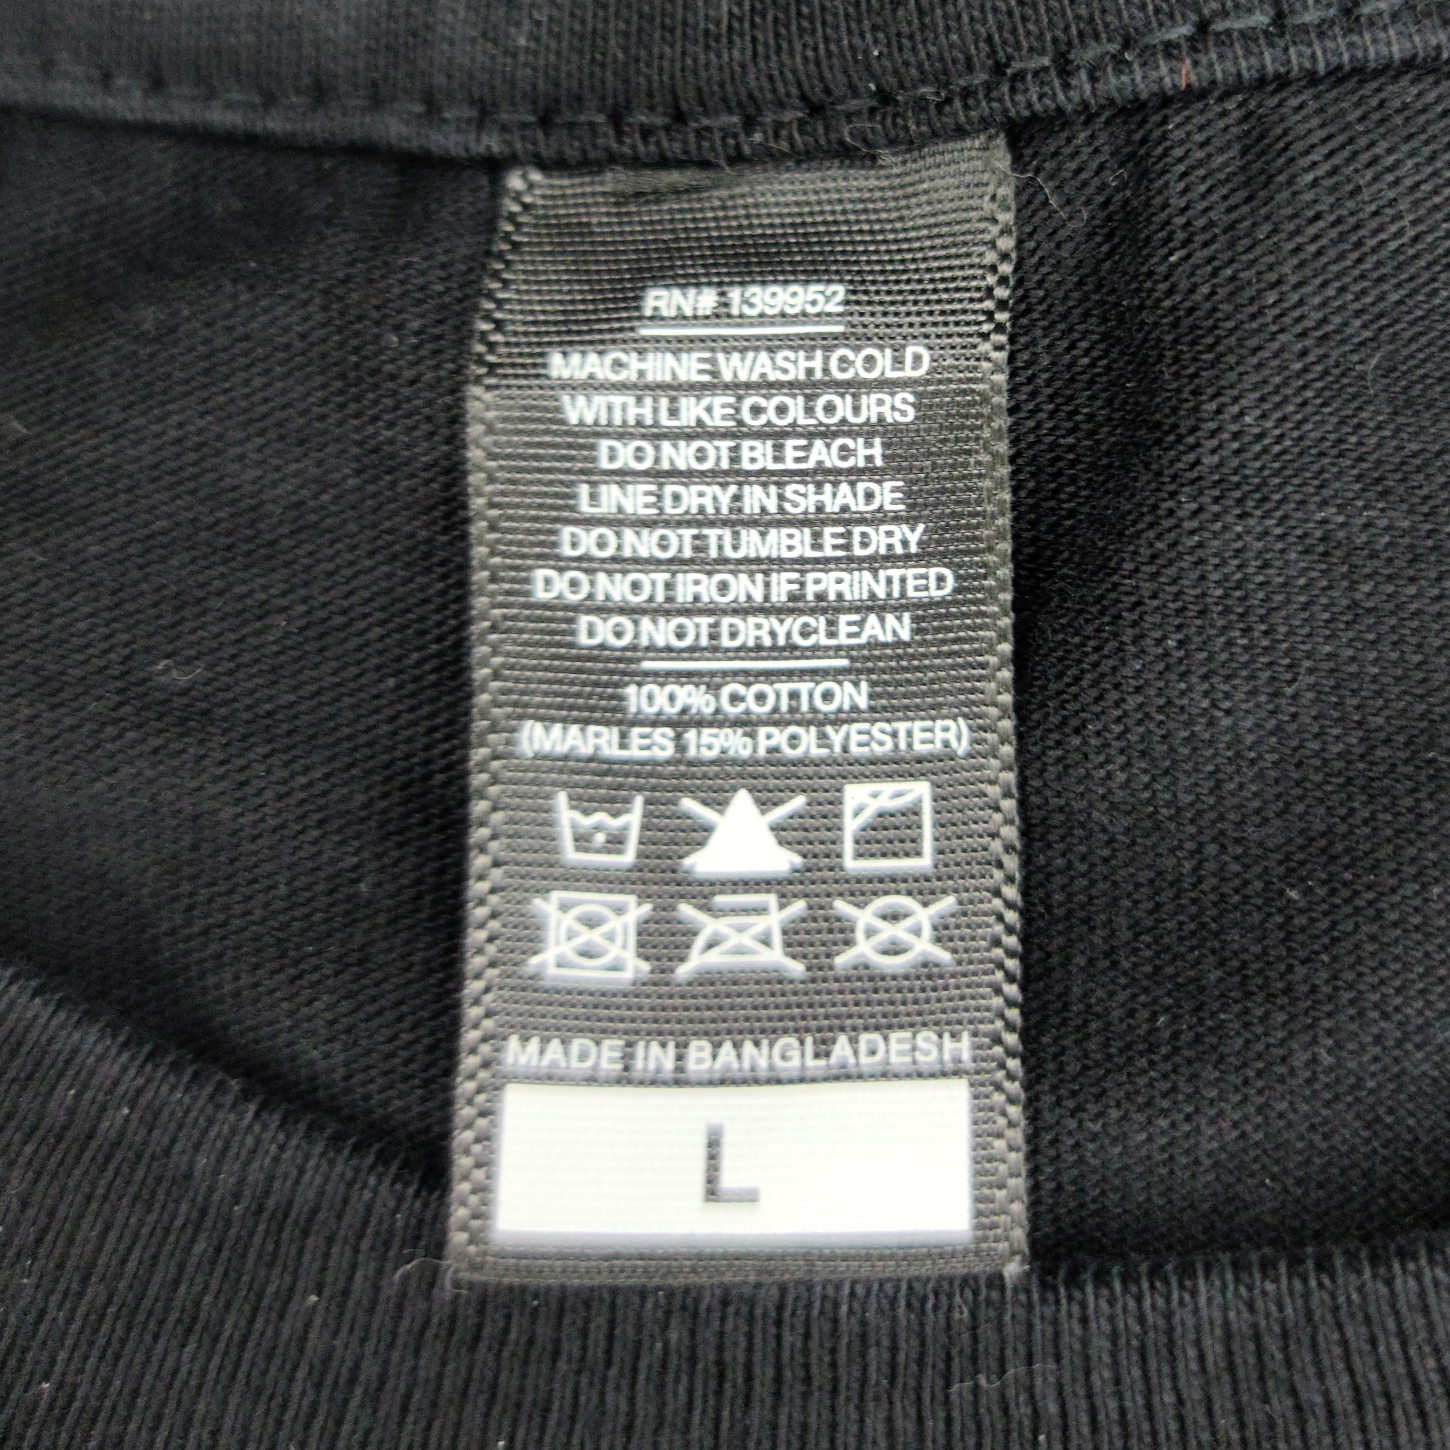 RN# 139952
MACHINE WASH COLD
WITH LIKE COLOURS
DO NOT BLEACH
LINE DRY IN SHADE
DO NOT TUMBLE DRY
DO NOT IRON IF PRINTED
DO NOT DRYCLEAN
100% COTTON
(MARLES 15% POLYESTER)
MADE IN BANGLADESH
L